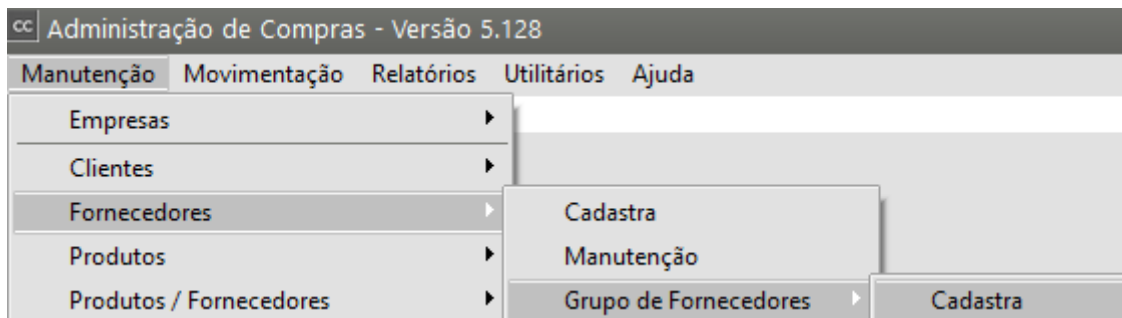 cc Administração de Compras - Versão 5.128
Manutenção Movimentação Relatórios Utilitários Ajuda
Empresas
Clientes
Fornecedores Cadastra
Produtos Manutenção
Produtos / Fornecedores Grupo de Fornecedores Cadastra